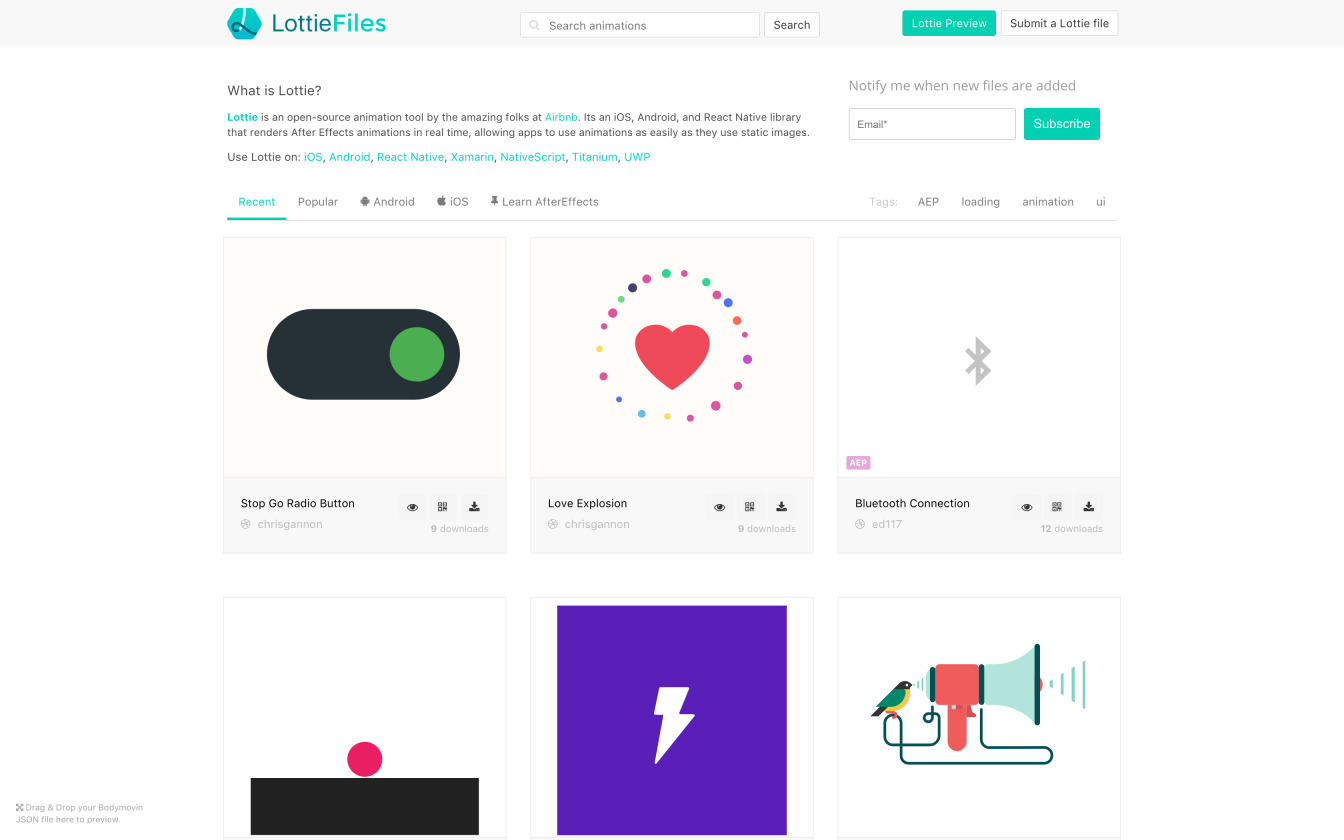 LottieFiles
Search animations
Search
Lottie Preview
Submit a Lottie file
What is Lottie?
Lottie is an open-source animation tool by the amazing folks at Airbnb. Its an iOS, Android, and React Native library
that renders After Effects animations in real time, allowing apps to use animations as easily as they use static images.
Use Lottie on: iOS, Android, React Native, Xamarin, NativeScript, Titanium, UWP
Notify me when new files are added
Email*
Subscribe
Recent
Popular
Android
iOS
Learn AfterEffects
Tags:
AEP
loading
animation
ui
AEP
Stop Go Radio Button
chrisgannon
9 downloads
Love Explosion
chrisgannon
9 downloads
Bluetooth Connection
ed117
12 downloads
Drag & Drop your Bodymovin
JSON file here to preview.